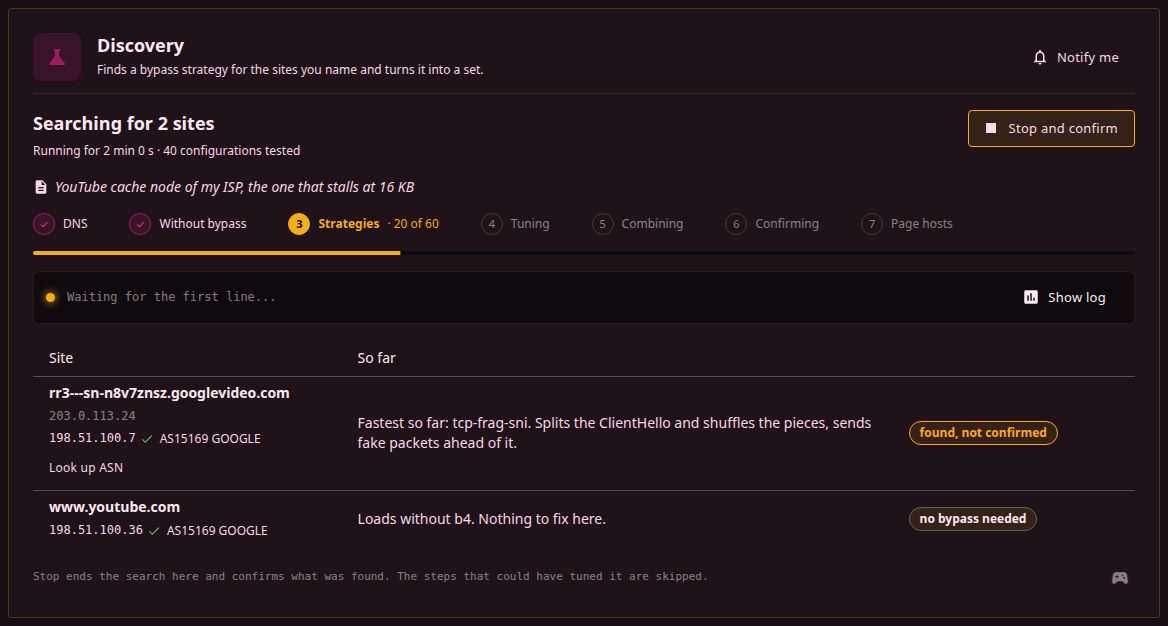 Discovery
Finds a bypass strategy for the sites you name and turns it into a set.
Notify me
Searching for 2 sites
Running for 2 min 0 s · 40 configurations tested
Stop and confirm
YouTube cache node of my ISP, the one that stalls at 16 KB
DNS
Without bypass
3 Strategies · 20 of 60
4 Tuning
5 Combining
6 Confirming
7 Page hosts
Waiting for the first line...
Show log
Site
So far
rr3---sn-n8v7znsz.googlevideo.com
203.0.113.24
198.51.100.7 ✓ AS15169 GOOGLE
Look up ASN
Fastest so far: tcp-frag-sni. Splits the ClientHello and shuffles the pieces, sends
fake packets ahead of it.
found, not confirmed
www.youtube.com
198.51.100.36 ✓ AS15169 GOOGLE
Loads without b4. Nothing to fix here.
no bypass needed
Stop ends the search here and confirms what was found. The steps that could have tuned it are skipped.